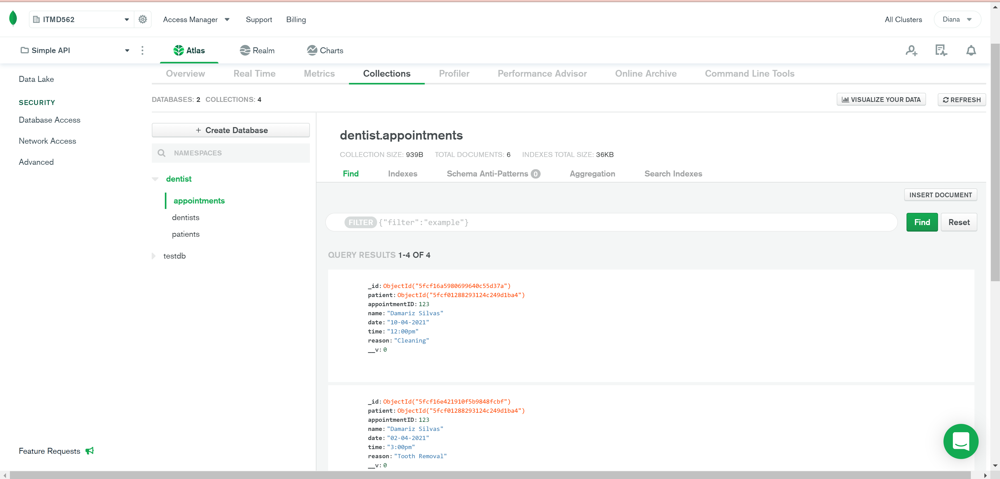 ITMD562
Access Manager
Support
Billing
All Clusters
Diana
Simple API
Atlas
Realm
Charts
Data Lake
SECURITY
Database Access
Network Access
Advanced
Feature Requests
Overview
Real Time
Metrics
Collections
Profiler
Performance Advisor
Online Archive
Command Line Tools
DATABASES: 2 COLLECTIONS: 4
VISUALIZE YOUR DATA
REFRESH
+ Create Database
NAMESPACES
dentist
appointments
dentists
patients
testdb
dentist.appointments
COLLECTION SIZE: 939B TOTAL DOCUMENTS: 6 INDEXES TOTAL SIZE: 36KB
Find
Indexes
Schema Anti-Patterns 0
Aggregation
Search Indexes
INSERT DOCUMENT
FILTER {"filter":"example"}
Find
Reset
QUERY RESULTS 1-4 OF 4
_id: ObjectId("5fcf16a5980699640c55d37a")
patient: ObjectId("5fcf01288293124c249d1ba4")
appointmentID: 123
name: "Damariz Silvas"
date: "10-04-2021"
time: "12:00pm"
reason: "Cleaning"
__v: 0
_id: ObjectId("5fcf16e421910f5b9848fcbf")
patient: ObjectId("5fcf01288293124c249d1ba4")
appointmentID: 123
name: "Damariz Silvas"
date: "02-04-2021"
time: "3:00pm"
reason: "Tooth Removal"
__v: 0